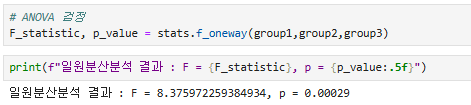 # ANOVA 검정
F_statistic, p_value = stats.f_oneway(group1,group2,group3)
print(f"일원분산분석 결과 : F = {F_statistic}, p = {p_value:.5f}")
일원분산분석 결과 : F = 8.375972259384934, p = 0.00029